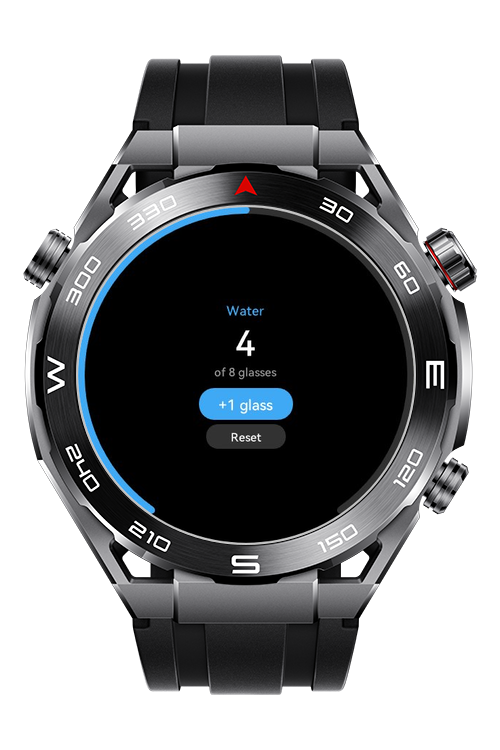 330
30
300
60
W
E
240
120
210
150
S
Water
4
of 8 glasses
+1 glass
Reset